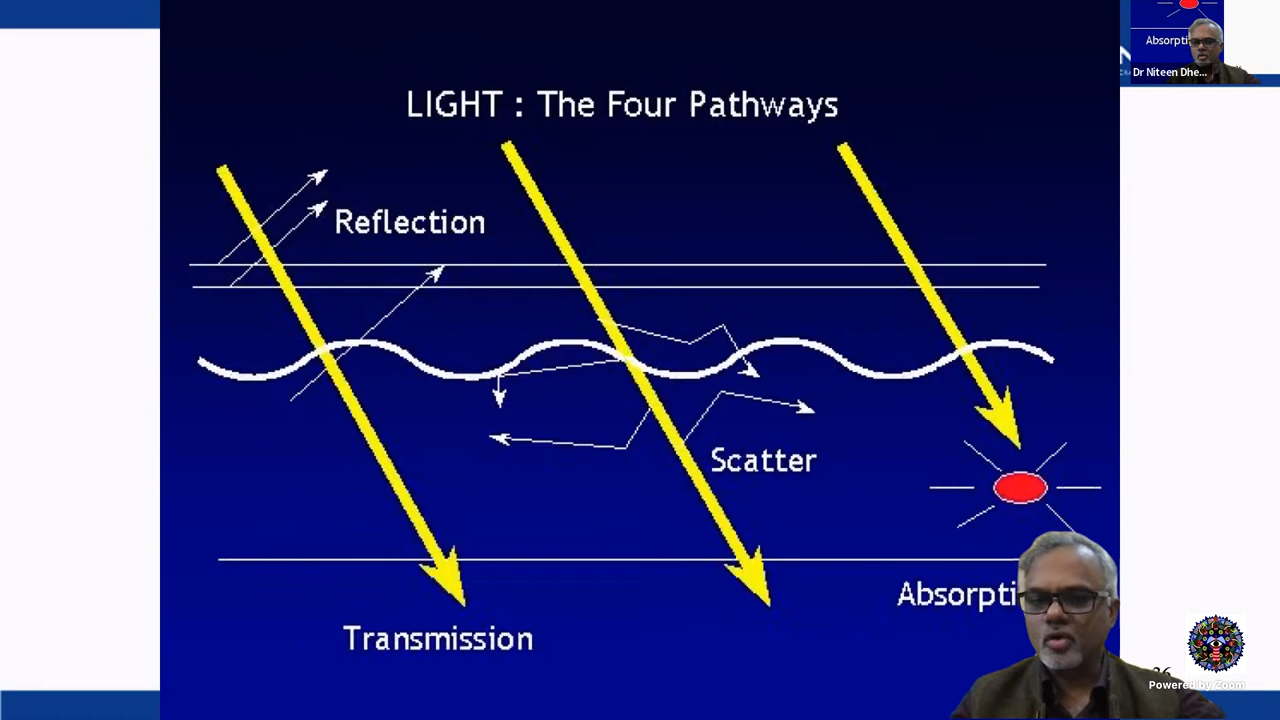 LIGHT : The Four Pathways
Reflection
Scatter
Absorpti
Transmission
Absorpti
Dr Niteen Dhe...
Powered by Zoom